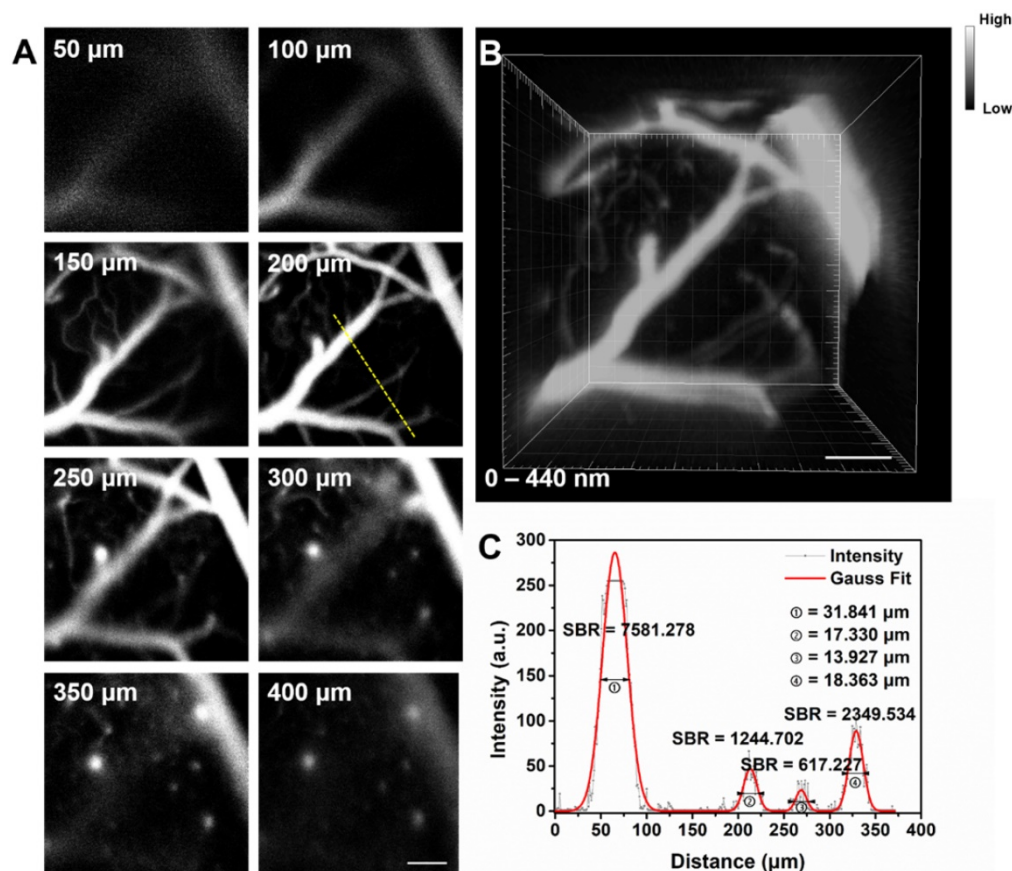 A
50 μm
100 μm
150 μm
200 μm
250 μm
300 μm
350 μm
400 μm
B
High
Low
0 – 440 nm
C
Intensity (a.u.)
300
250
200
150
100
50
0
0 50 100 150 200 250 300 350 400
Distance (μm)
Intensity
Gauss Fit
① = 31.841 μm
② = 17.330 μm
③ = 13.927 μm
④ = 18.363 μm
SBR = 7581.278
SBR = 1244.702
SBR = 617.227
SBR = 2349.534
①
②
③
④